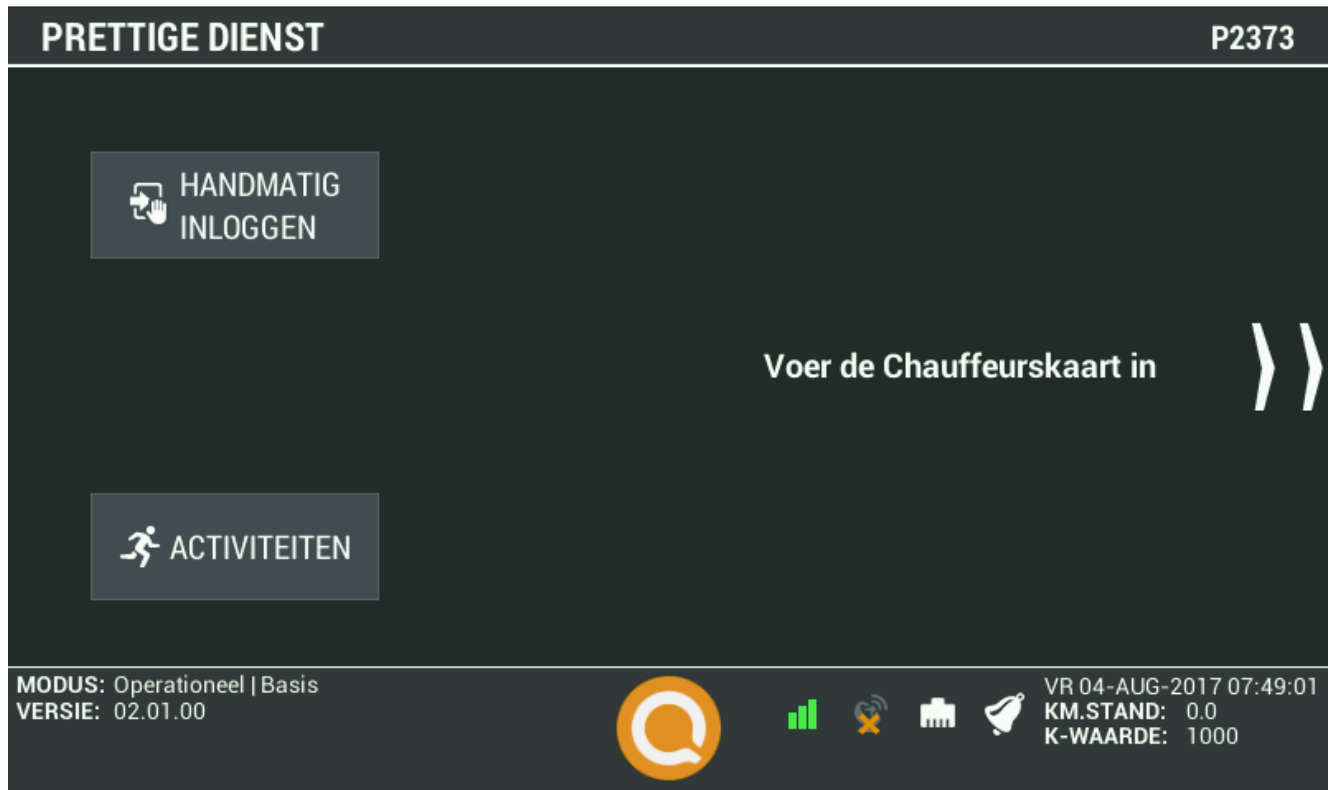 PRETTIGE DIENST
P2373
HANDMATIG
INLOGGEN
Voer de Chauffeurskaart in
ACTIVITEITEN
MODUS: Operationeel | Basis
VERSIE: 02.01.00
VR 04-AUG-2017 07:49:01
KM.STAND: 0.0
K-WAARDE: 1000